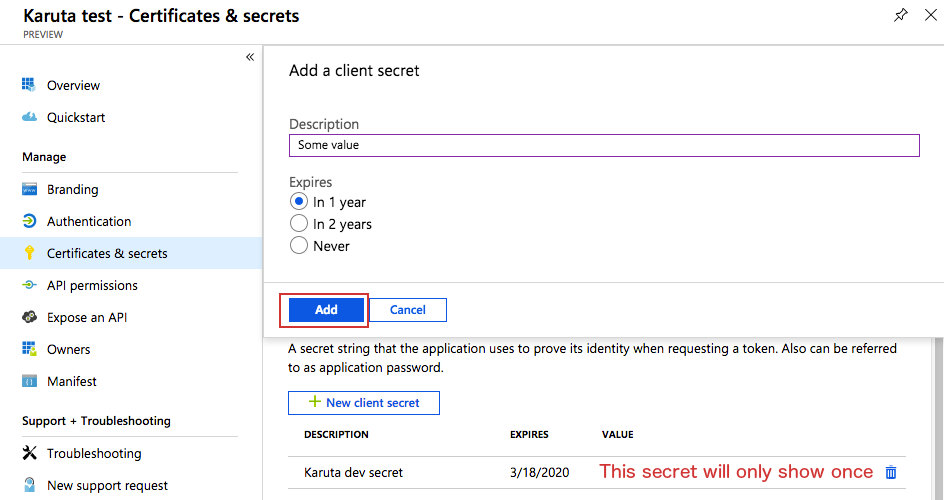 Karuta test - Certificates & secrets
PREVIEW
«
Overview
Quickstart
Manage
Branding
Authentication
Certificates & secrets
API permissions
Expose an API
Owners
Manifest
Support + Troubleshooting
Troubleshooting
New support request
Add a client secret
Description
Some value
Expires
In 1 year
In 2 years
Never
Add
Cancel
A secret string that the application uses to prove its identity when requesting a token. Also can be referred
to as application password.
New client secret
DESCRIPTION EXPIRES VALUE
Karuta dev secret 3/18/2020 This secret will only show once